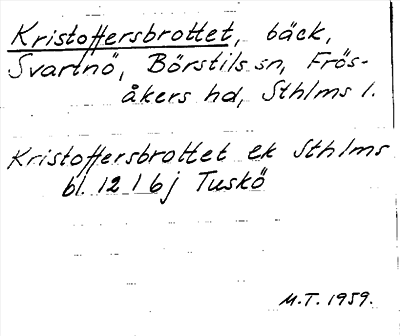 Kristoffersbrottet, bäck,
Svartnö, Börstils sn, Frös-
åkers hd, Sthlms l.
Kristoffersbrottet ek Sthlms
bl. 12 I 6j Tuskö
M.T. 1959.